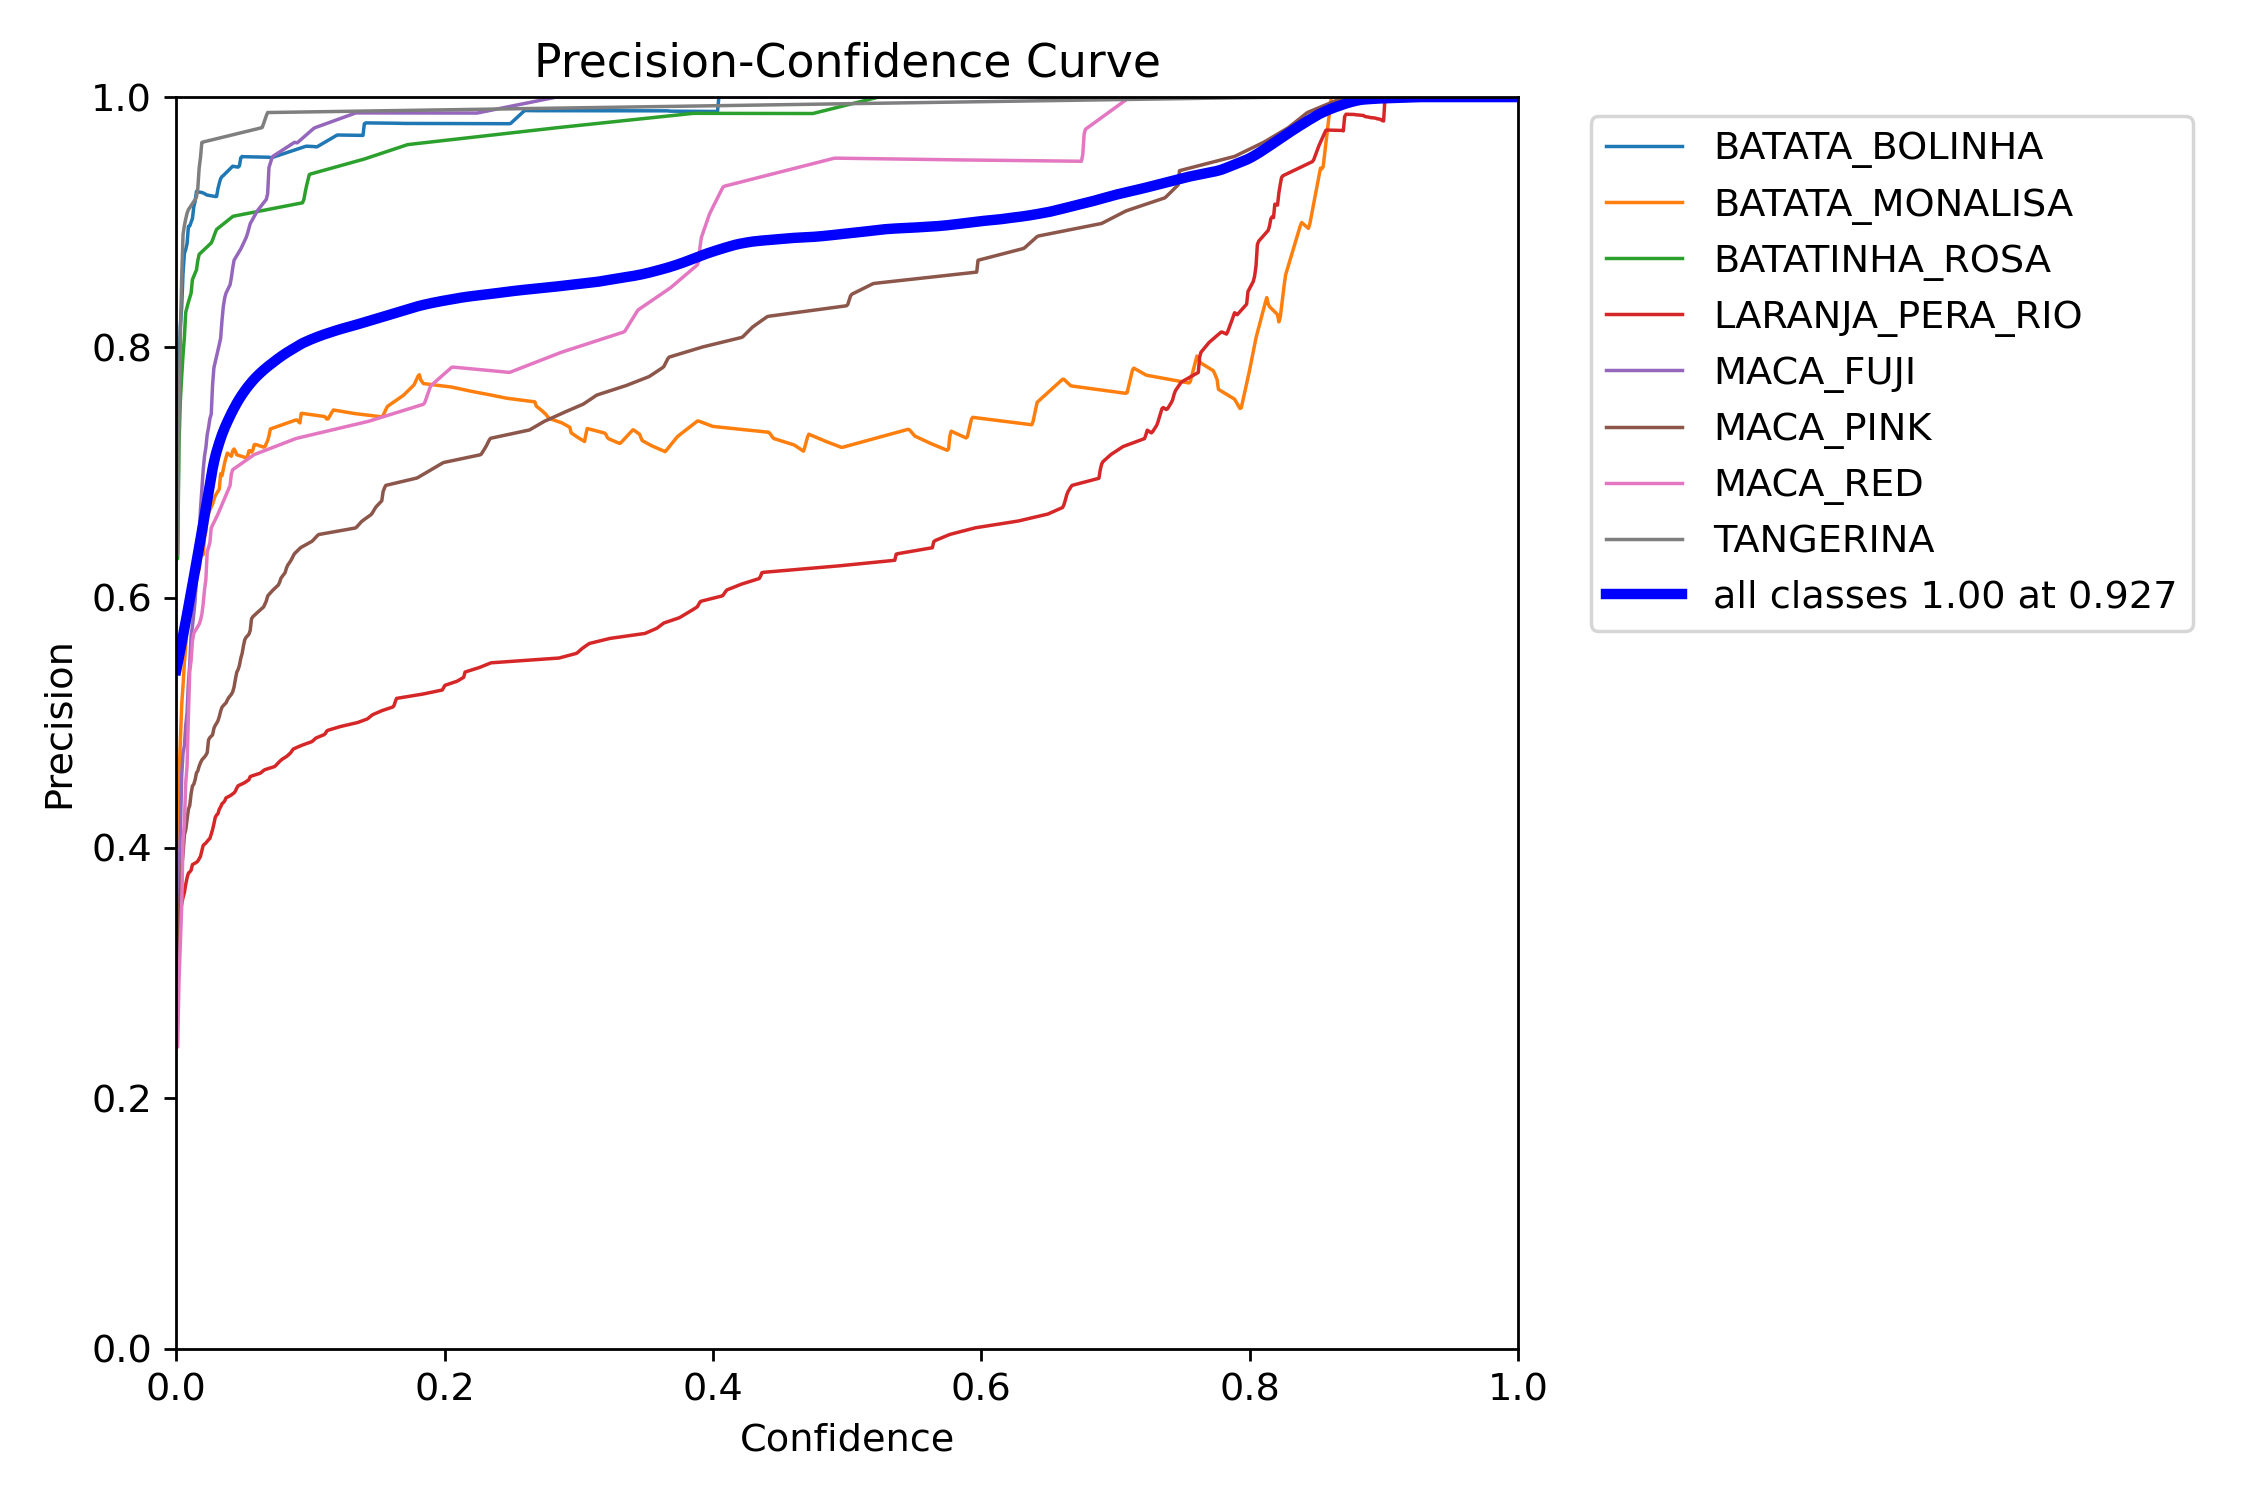 Precision-Confidence Curve
1.0
0.8
0.6
0.4
0.2
0.0
Precision
0.0 0.2 0.4 0.6 0.8 1.0
Confidence
BATATA_BOLINHA
BATATA_MONALISA
BATATINHA_ROSA
LARANJA_PERA_RIO
MACA_FUJI
MACA_PINK
MACA_RED
TANGERINA
all classes 1.00 at 0.927